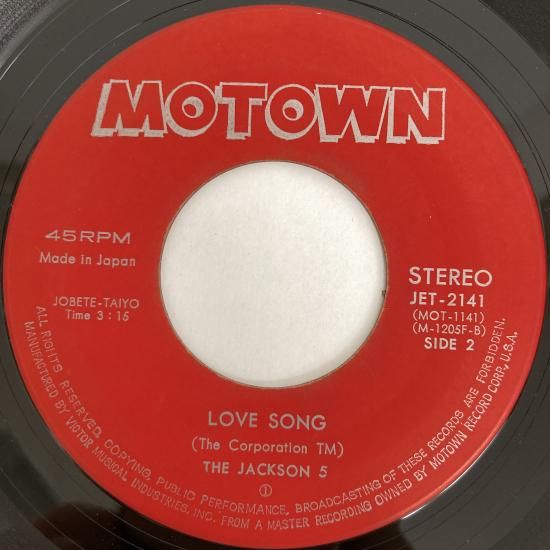 MOTOWN
45RPM
Made in Japan
JOBETE-TAIYO
Time 3:15
STEREO
JET-2141
(MOT-1141)
(M-1205F-B)
SIDE 2
LOVE SONG
(The Corporation TM)
THE JACKSON 5
①
ALL RIGHTS RESERVED, COPYING, PUBLIC PERFORMANCE, BROADCASTING OF THESE RECORDS ARE FORBIDDEN.
MANUFACTURED BY VICTOR MUSICAL INDUSTRIES, INC. FROM A MASTER RECORDING OWNED BY MOTOWN RECORD CORP., U.S.A.